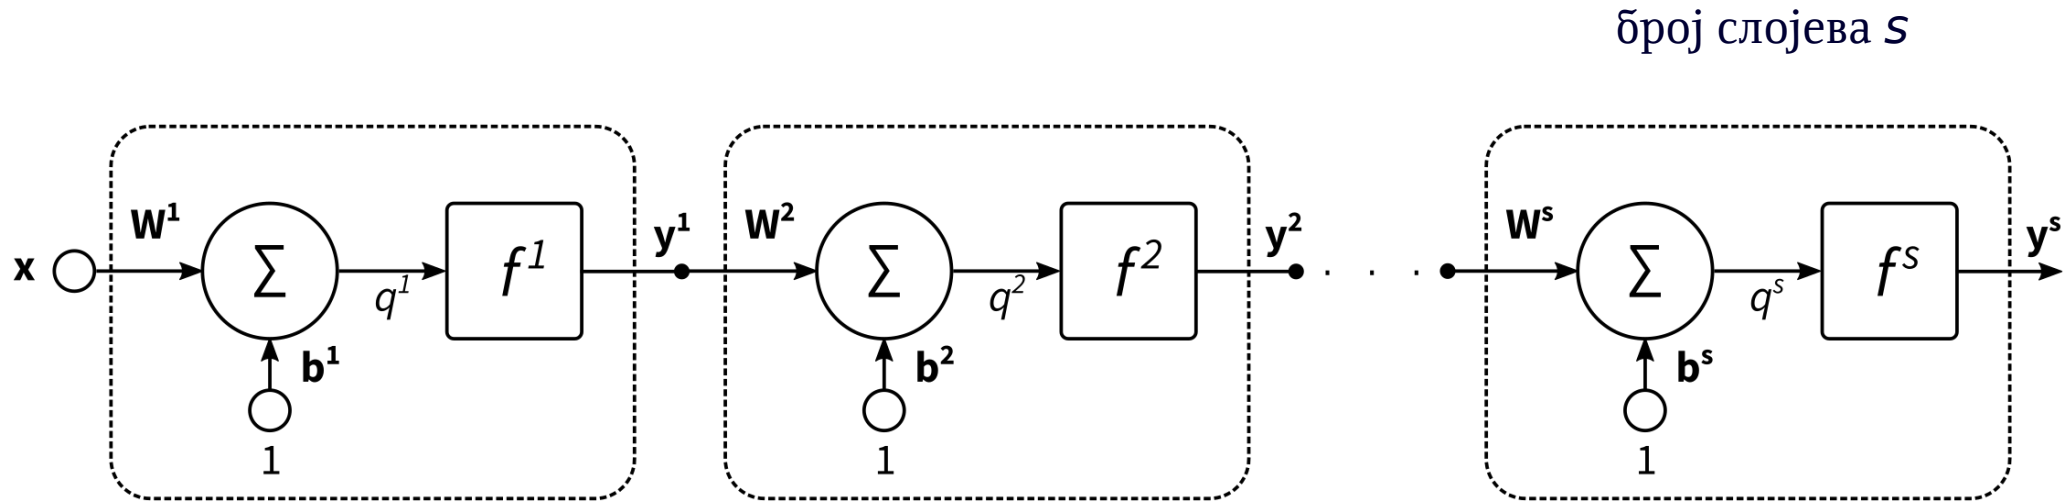 број слојева s
W¹ W² Wˢ
x Σ q¹ f¹ y¹ Σ q² f² y² . . . Σ qˢ fˢ yˢ
b¹ b² bˢ
1 1 1